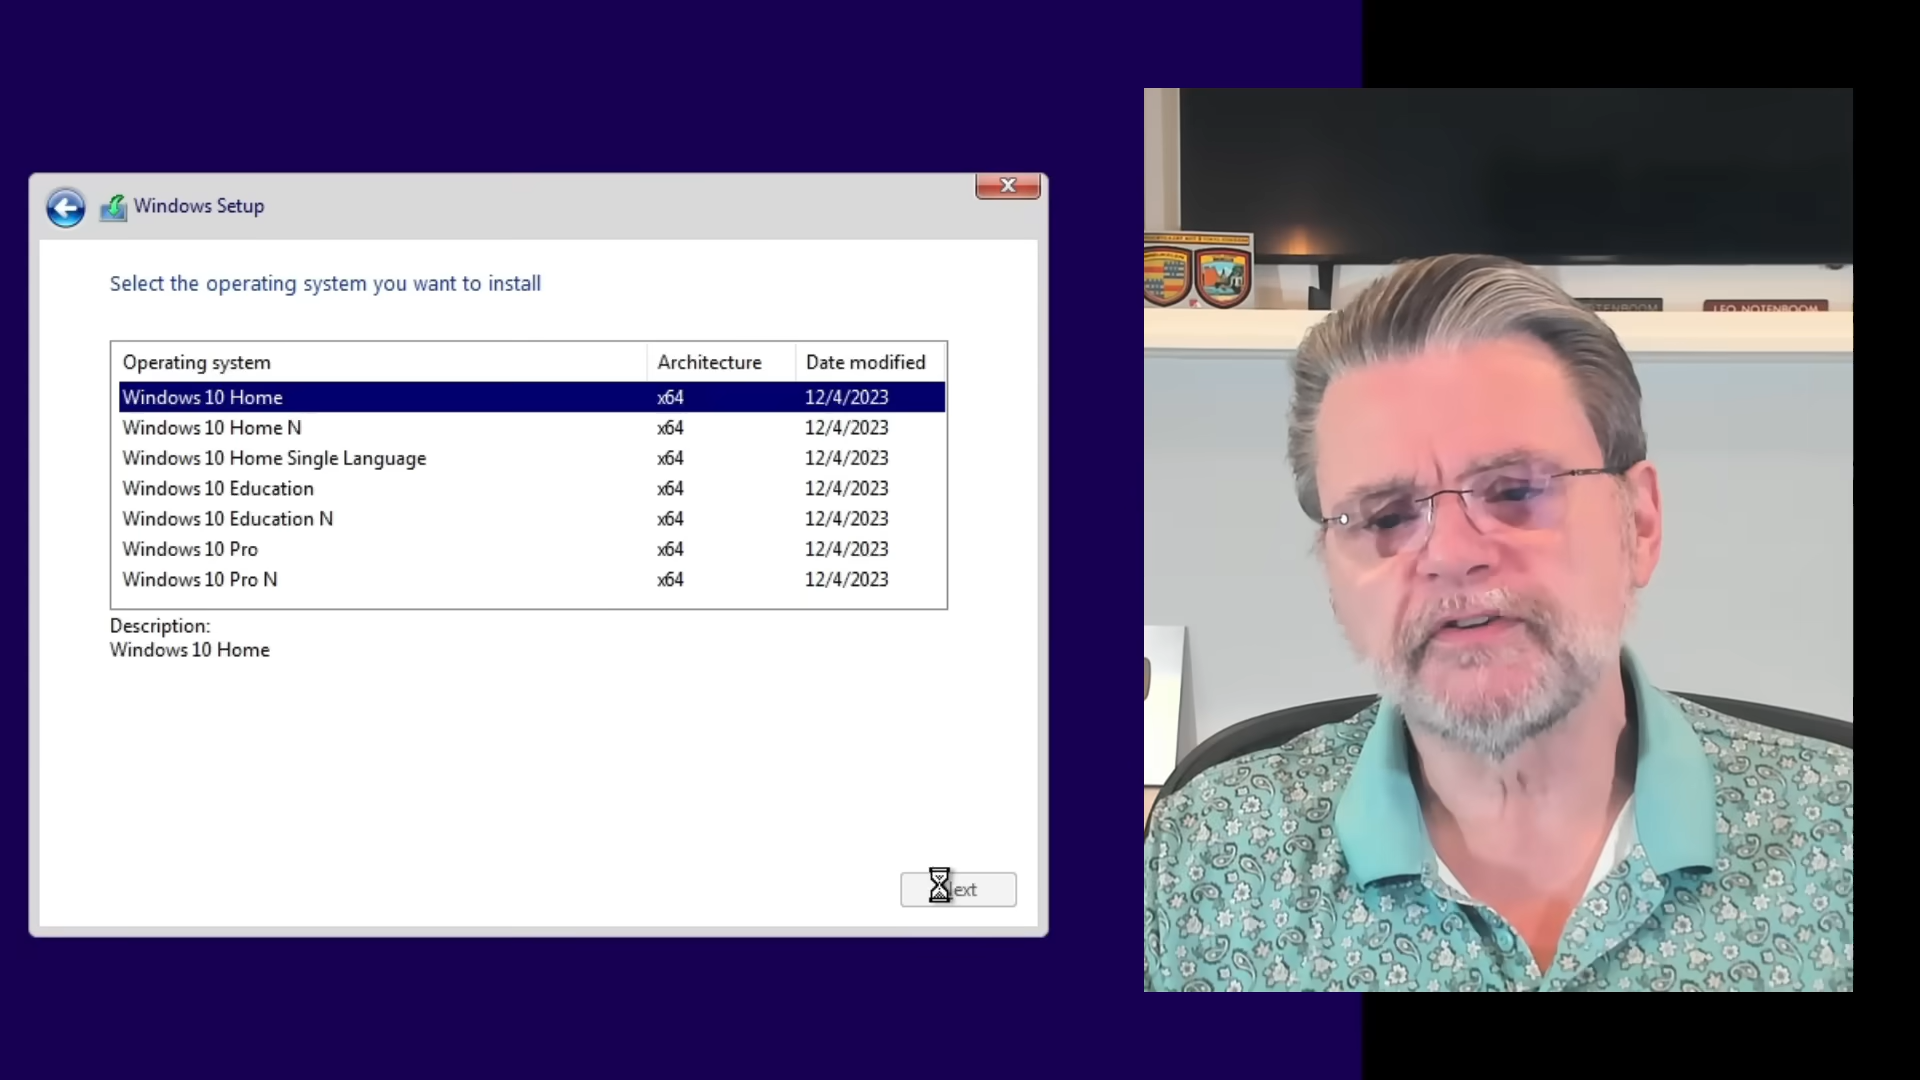 Windows Setup
Select the operating system you want to install
Operating system Architecture Date modified
Windows 10 Home x64 12/4/2023
Windows 10 Home N x64 12/4/2023
Windows 10 Home Single Language x64 12/4/2023
Windows 10 Education x64 12/4/2023
Windows 10 Education N x64 12/4/2023
Windows 10 Pro x64 12/4/2023
Windows 10 Pro N x64 12/4/2023
Description:
Windows 10 Home
ext
LEO NOTENBOOM